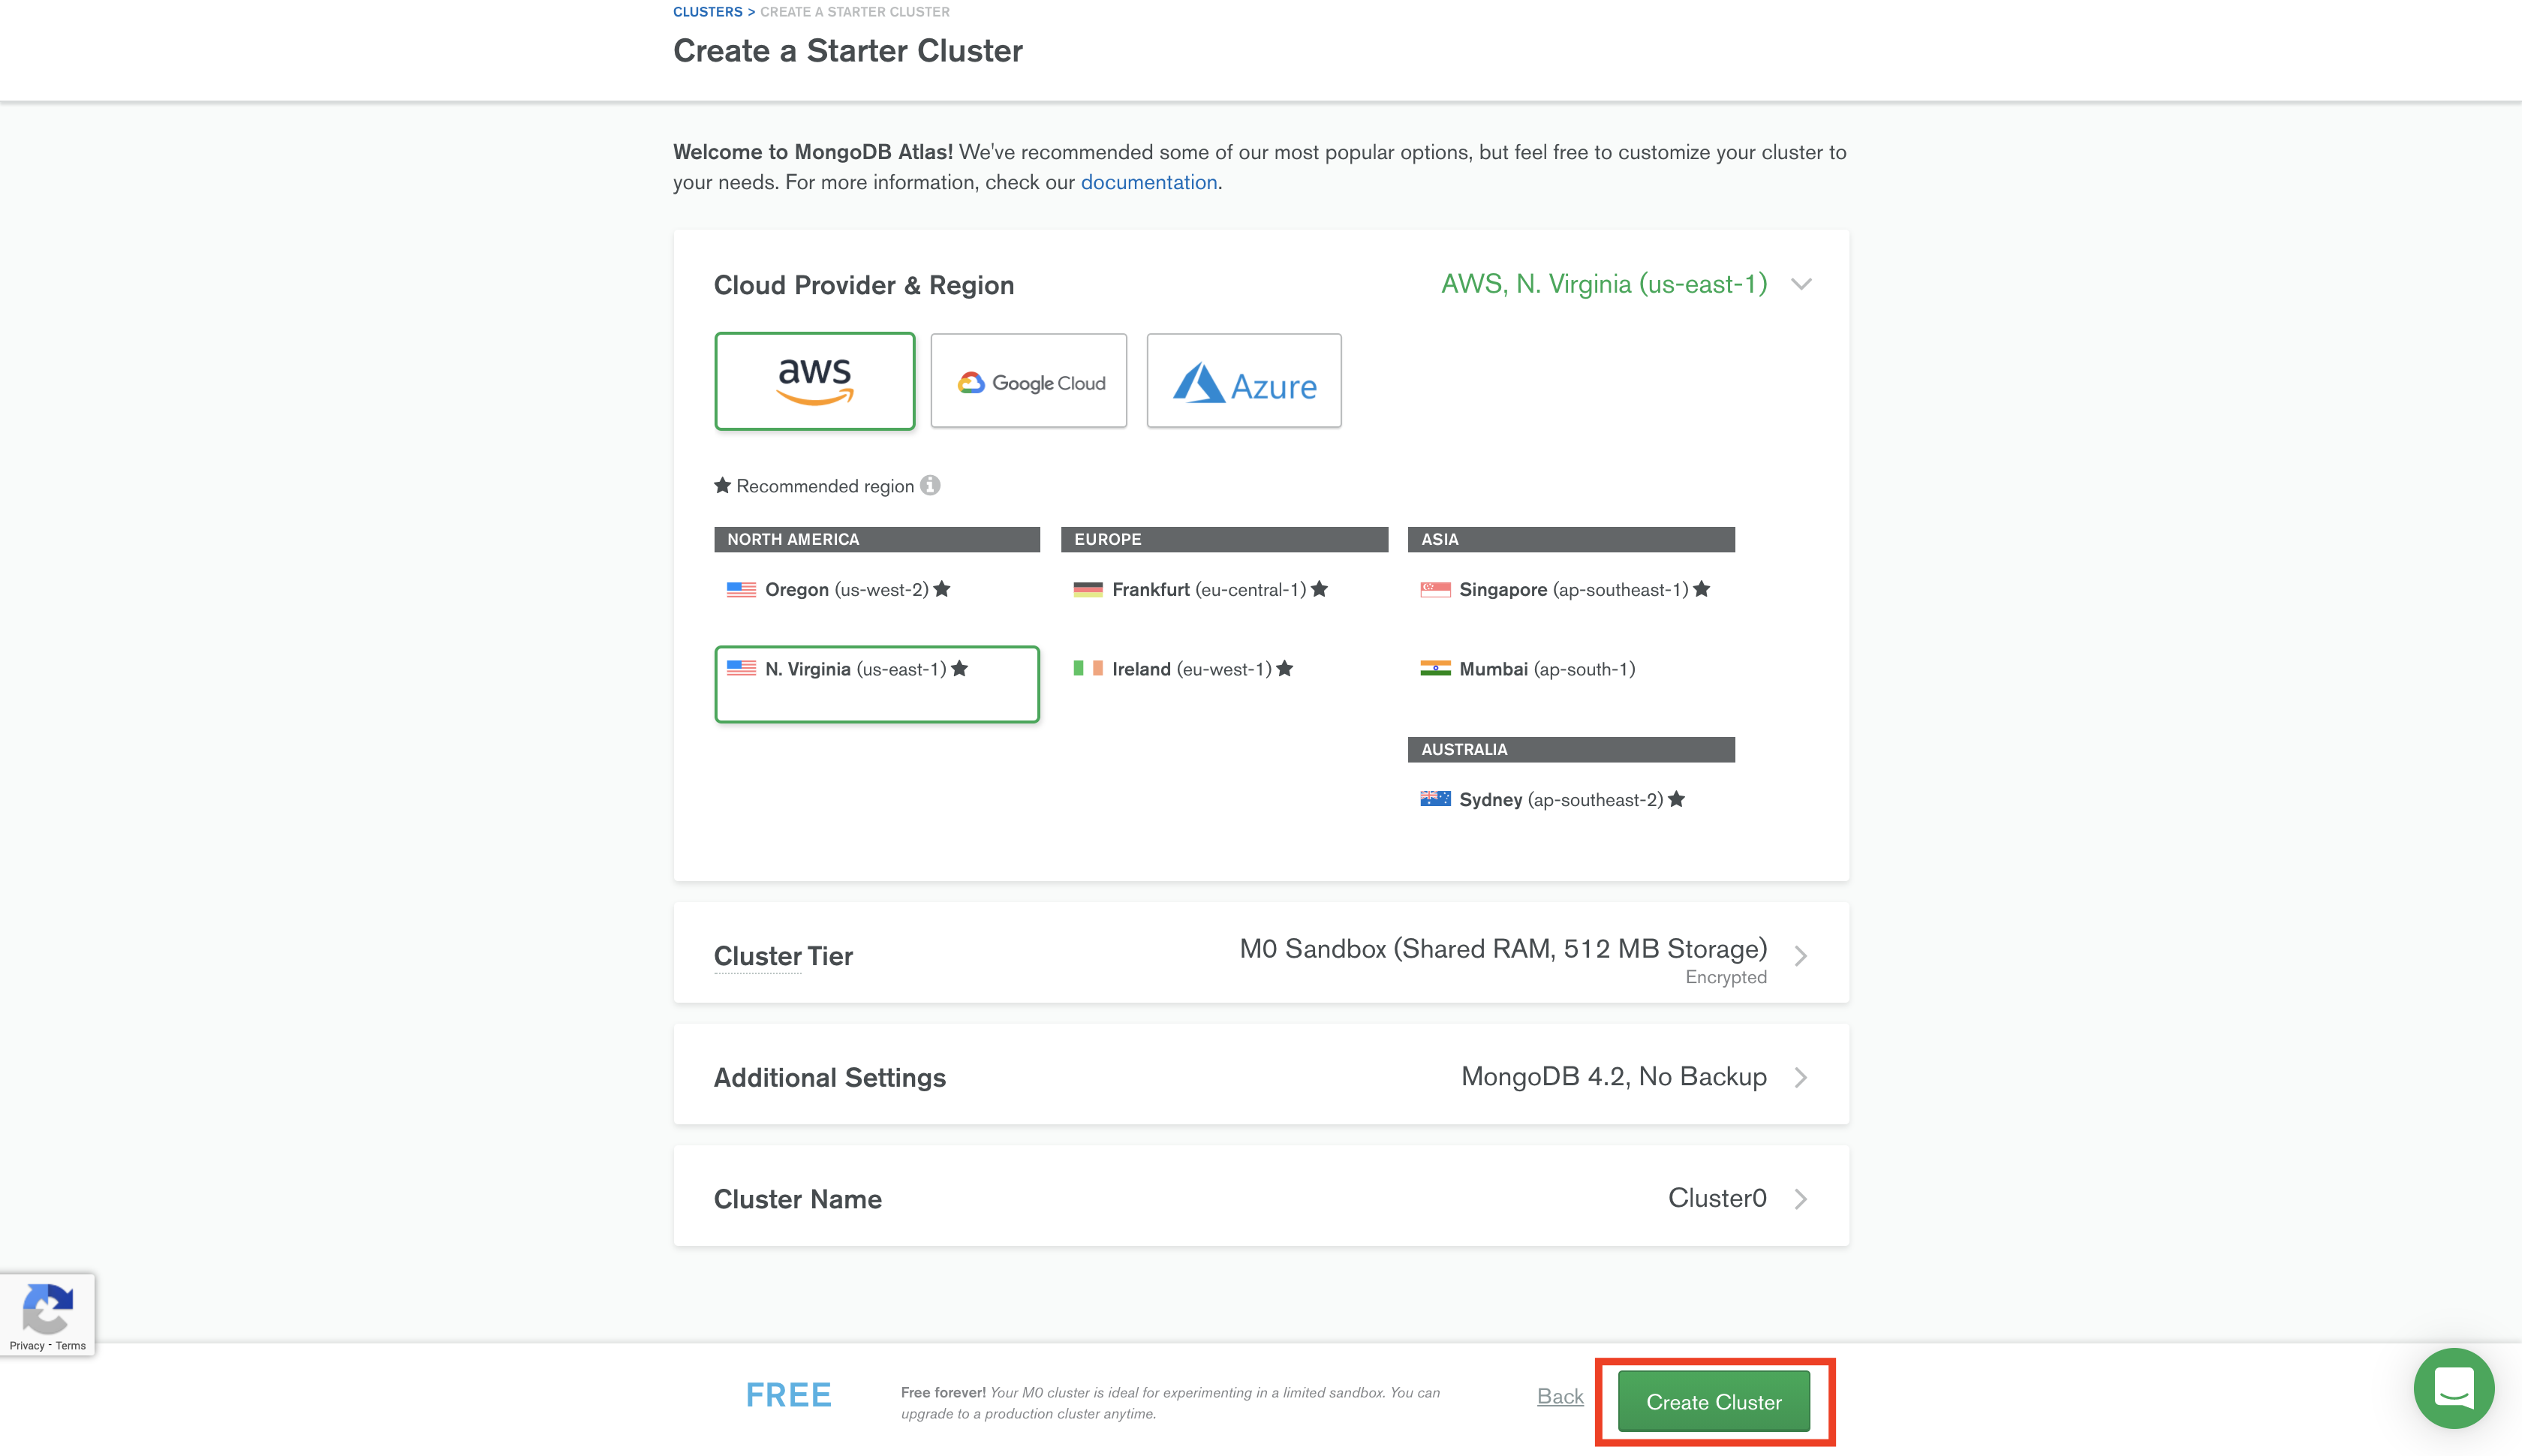 CLUSTERS > CREATE A STARTER CLUSTER
Create a Starter Cluster
Welcome to MongoDB Atlas! We've recommended some of our most popular options, but feel free to customize your cluster to
your needs. For more information, check our documentation.
Cloud Provider & Region
AWS, N. Virginia (us-east-1)
aws
Google Cloud
Azure
★ Recommended region
NORTH AMERICA
Oregon (us-west-2) ★
N. Virginia (us-east-1) ★
EUROPE
Frankfurt (eu-central-1) ★
Ireland (eu-west-1) ★
ASIA
Singapore (ap-southeast-1) ★
Mumbai (ap-south-1)
AUSTRALIA
Sydney (ap-southeast-2) ★
Cluster Tier
M0 Sandbox (Shared RAM, 512 MB Storage)
Encrypted
Additional Settings
MongoDB 4.2, No Backup
Cluster Name
Cluster0
Privacy - Terms
FREE
Free forever! Your M0 cluster is ideal for experimenting in a limited sandbox. You can
upgrade to a production cluster anytime.
Back
Create Cluster